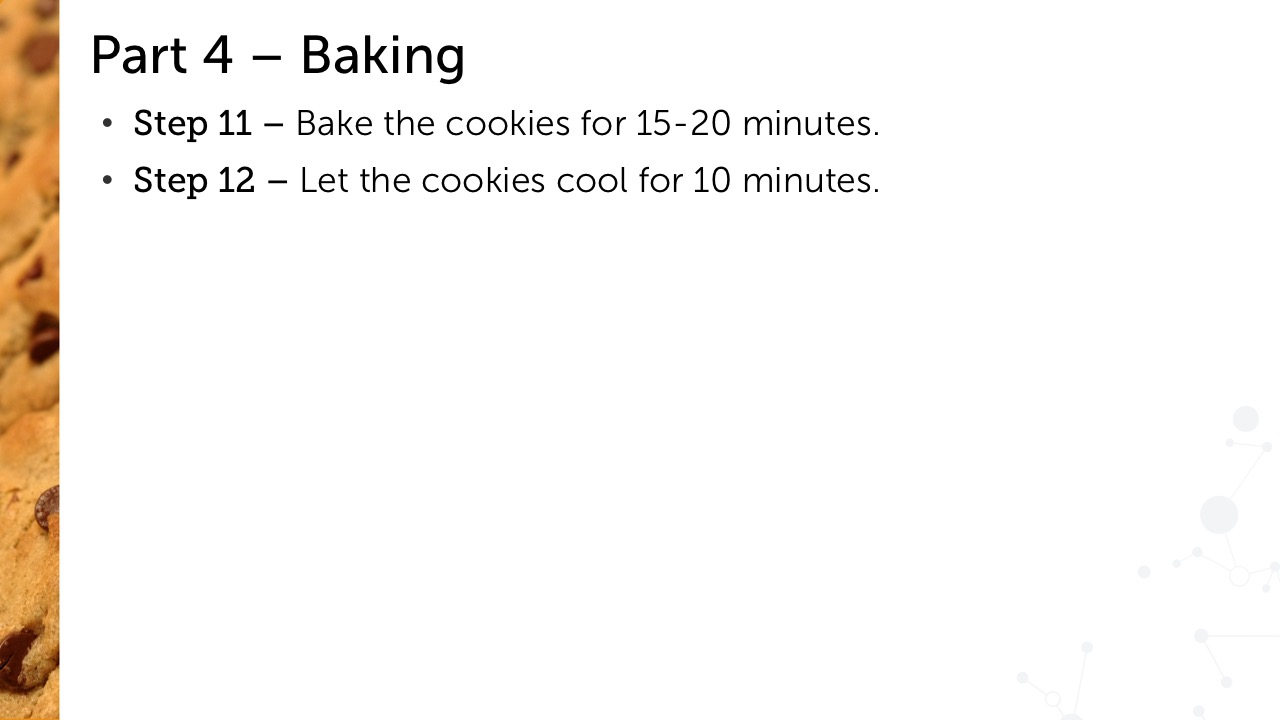 Part 4 – Baking
• Step 11 – Bake the cookies for 15-20 minutes.
• Step 12 – Let the cookies cool for 10 minutes.